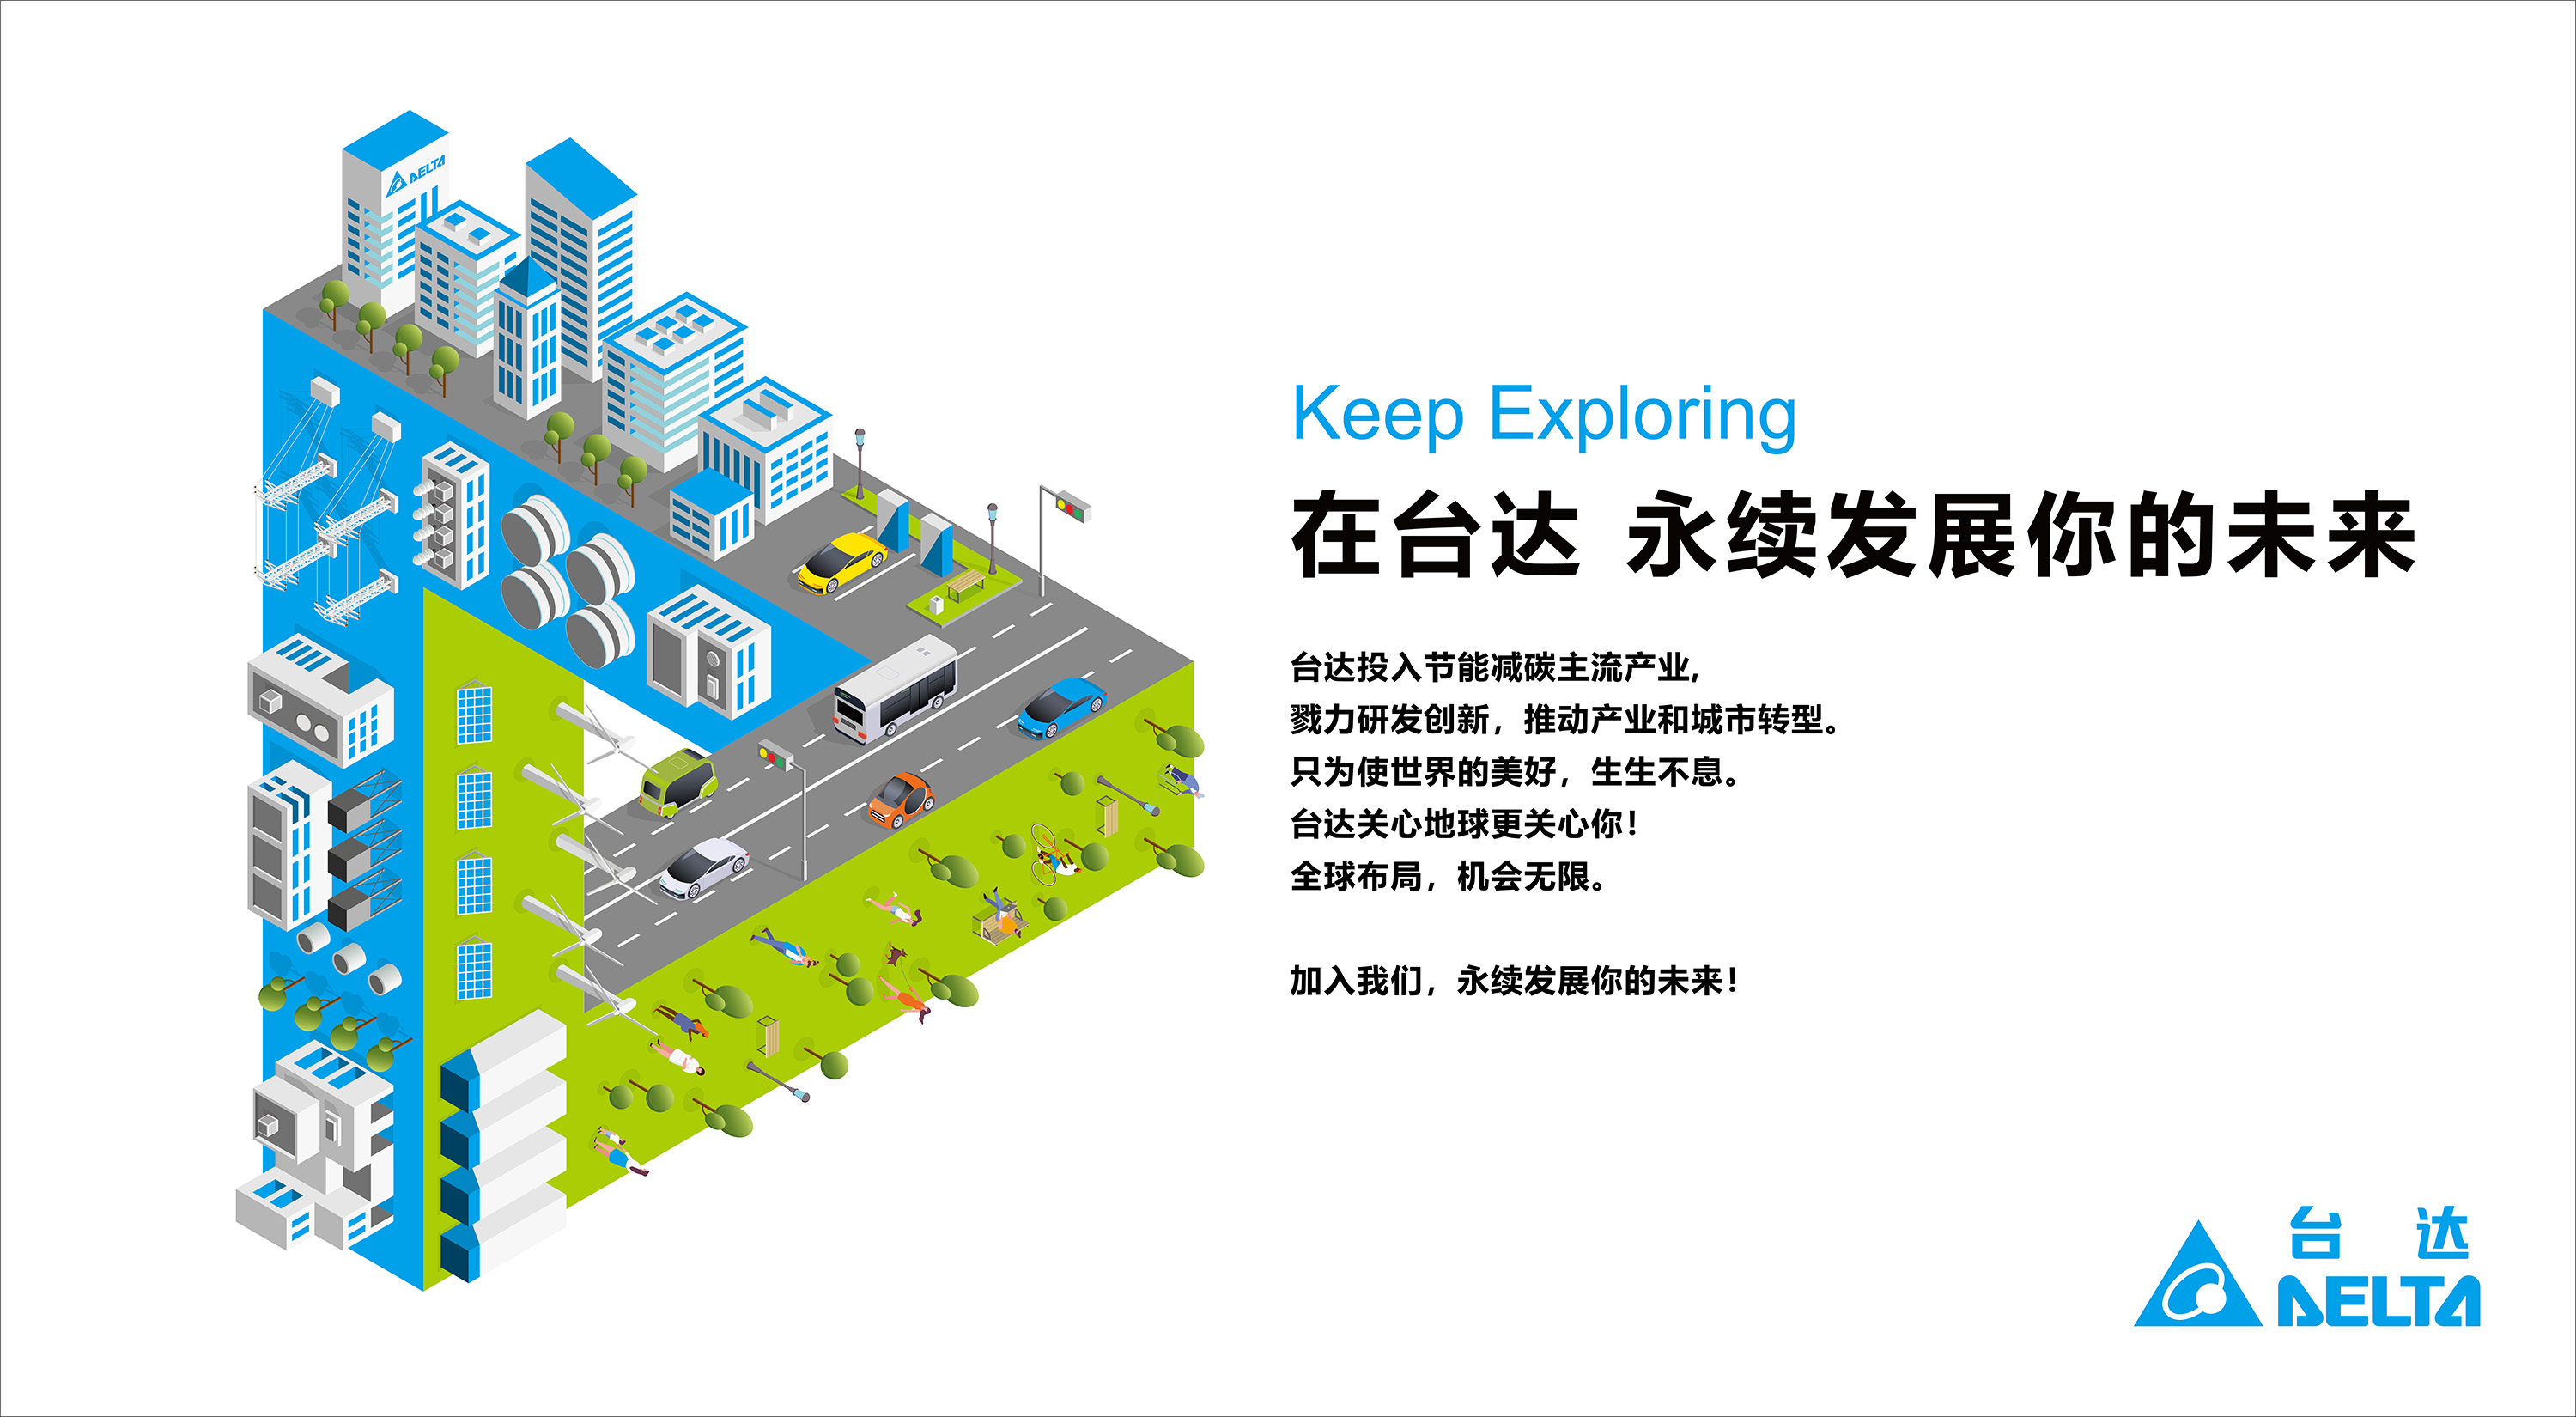 DELTA
Keep Exploring
在台达 永续发展你的未来
台达投入节能减碳主流产业，
戮力研发创新，推动产业和城市转型。
只为使世界的美好，生生不息。
台达关心地球更关心你！
全球布局，机会无限。
加入我们，永续发展你的未来！
台达
DELTA